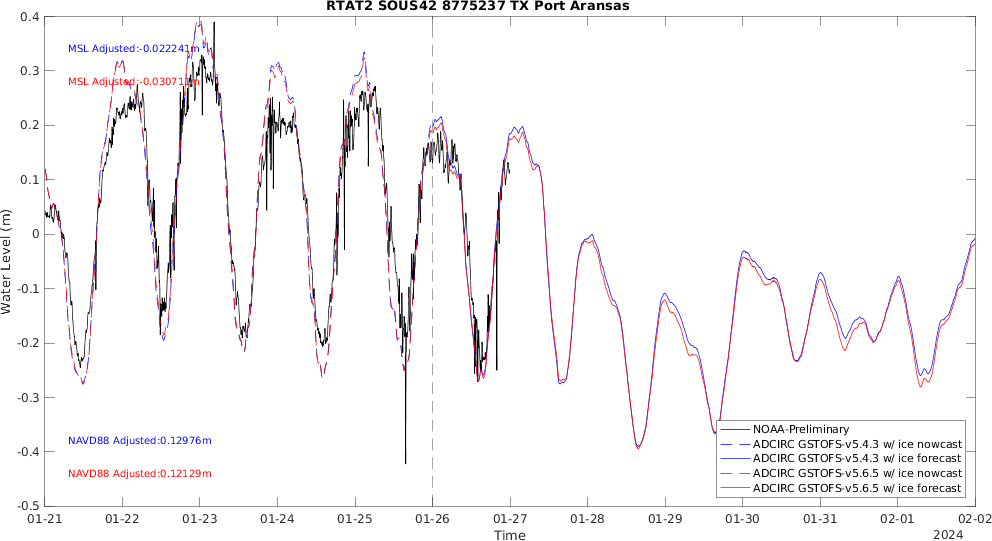 RTAT2 SOUS42 8775237 TX Port Aransas
Water Level (m)
0.4
0.3
0.2
0.1
0
-0.1
-0.2
-0.3
-0.4
-0.5
MSL Adjusted:-0.022241m
MSL Adjusted:-0.030711m
NAVD88 Adjusted:0.12976m
NAVD88 Adjusted:0.12129m
NOAA-Preliminary
ADCIRC GSTOFS-v5.4.3 w/ ice nowcast
ADCIRC GSTOFS-v5.4.3 w/ ice forecast
ADCIRC GSTOFS-v5.6.5 w/ ice nowcast
ADCIRC GSTOFS-v5.6.5 w/ ice forecast
01-21 01-22 01-23 01-24 01-25 01-26 01-27 01-28 01-29 01-30 01-31 02-01 02-02
Time
2024